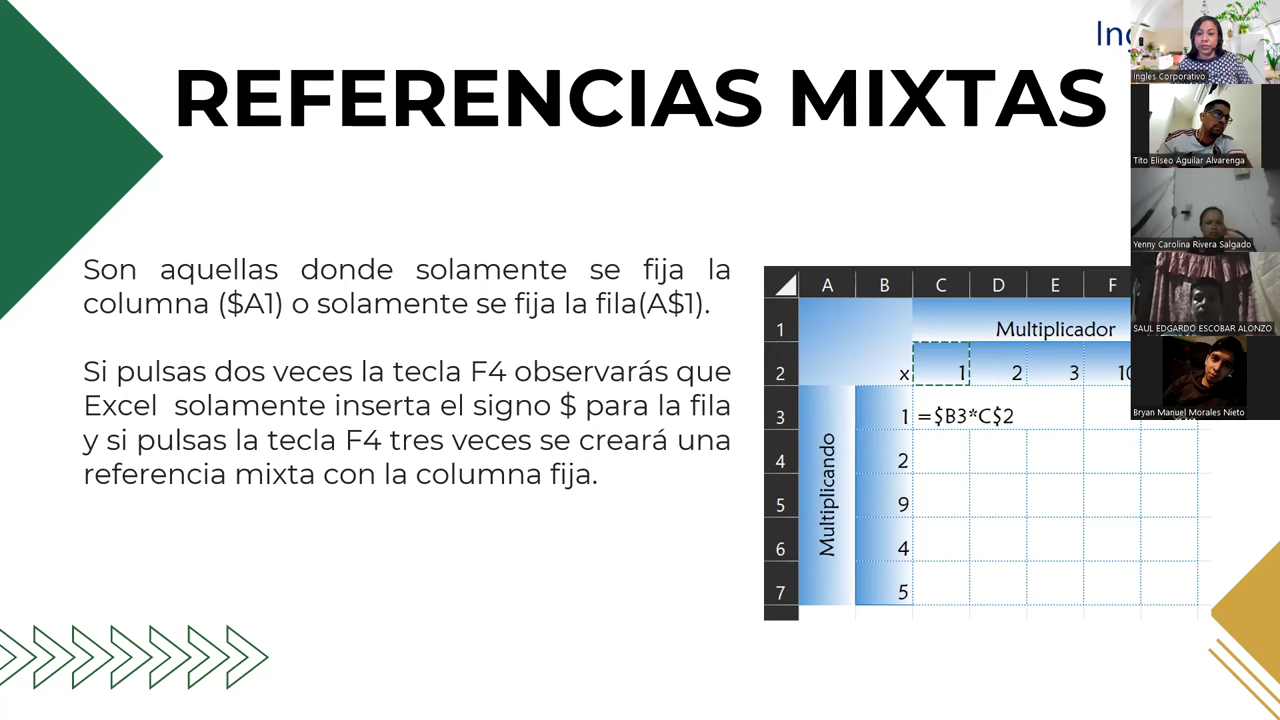 Inc
REFERENCIAS MIXTAS
Ingles Corporativo
Tito Eliseo Aguilar Alvarenga
Yenny Carolina Rivera Salgado
SAUL EDGARDO ESCOBAR ALONZO
Bryan Manuel Morales Nieto
Son aquellas donde solamente se fija la
columna ($A1) o solamente se fija la fila(A$1).
Si pulsas dos veces la tecla F4 observarás que
Excel solamente inserta el signo $ para la fila
y si pulsas la tecla F4 tres veces se creará una
referencia mixta con la columna fija.
A B C D E F
1 Multiplicador
2 x 1 2 3 10
3 1 =$B3*C$2
4 2
5 9
6 4
7 5
Multiplicando